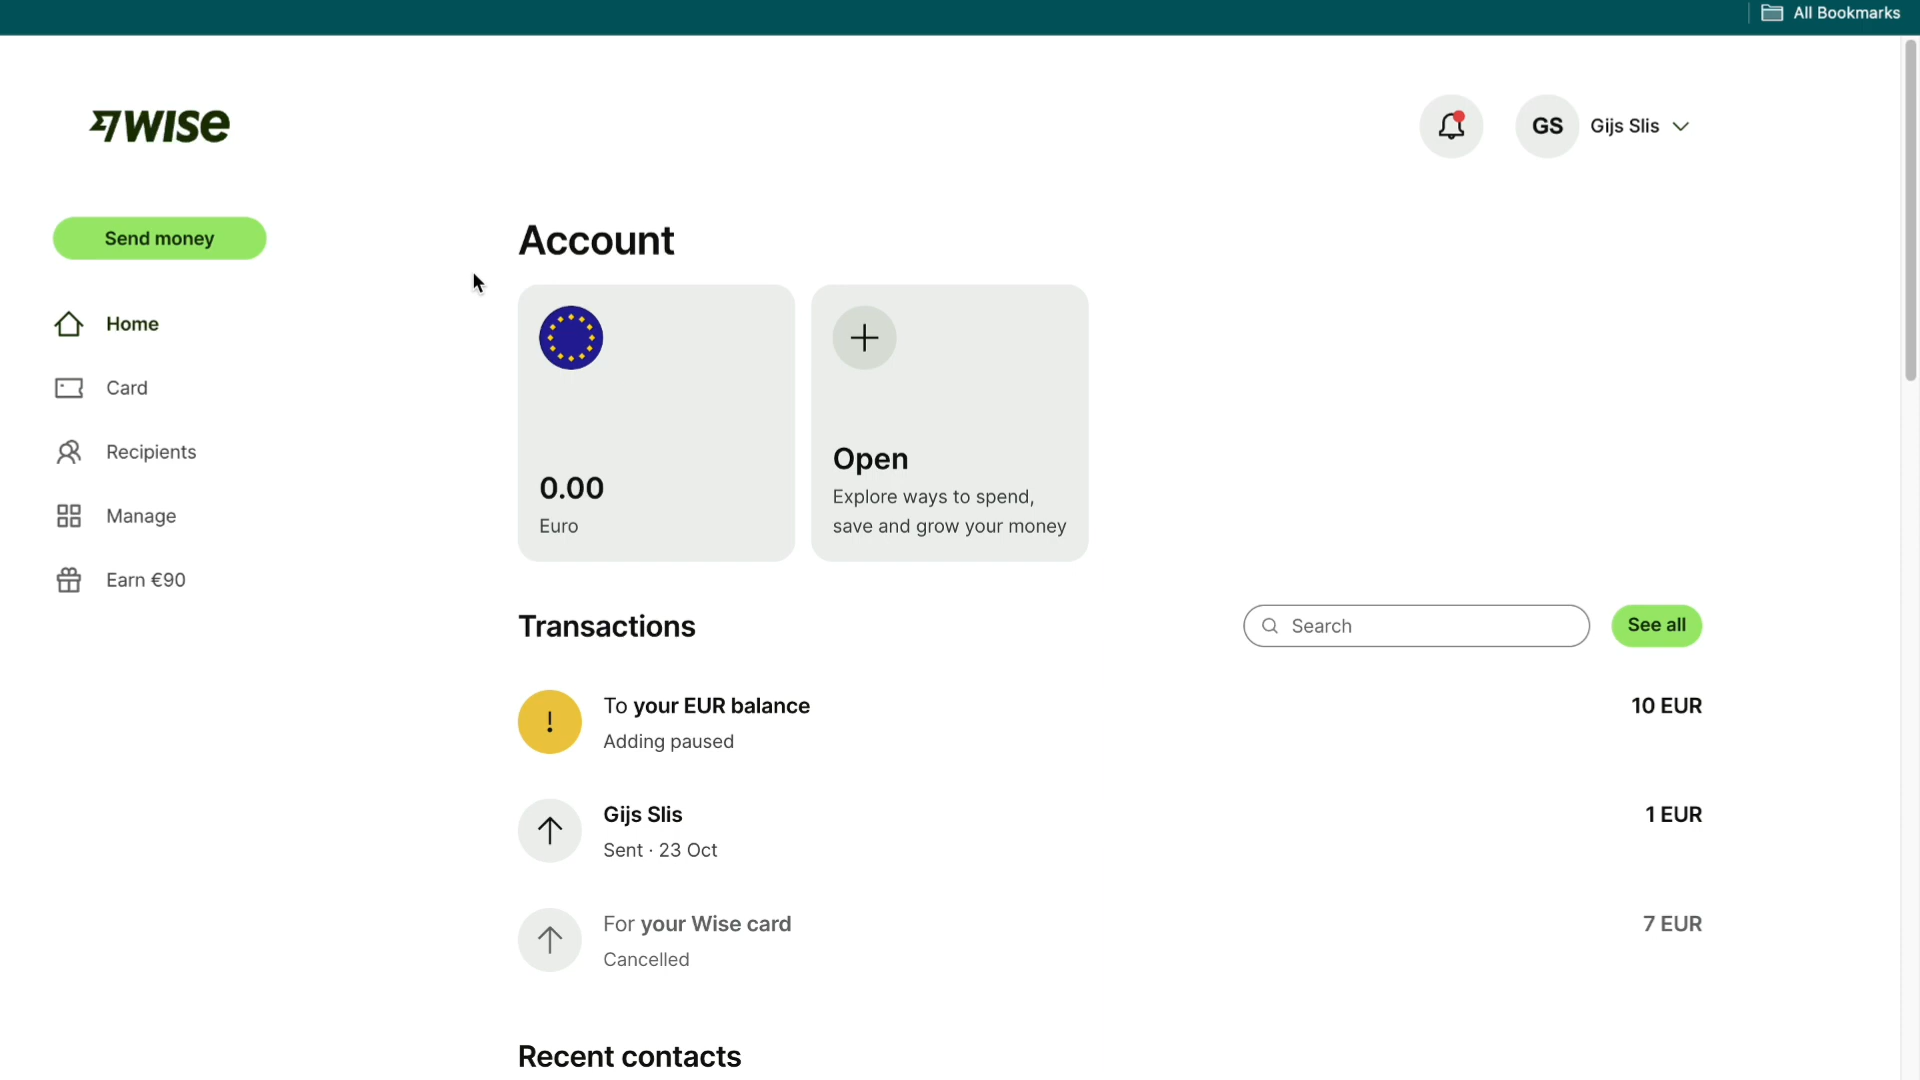 All Bookmarks
WISE
GS
Gijs Slis
Send money
Home
Card
Recipients
Manage
Earn €90
Account
0.00
Euro
Open
Explore ways to spend,
save and grow your money
Transactions
Search
See all
!
To your EUR balance
10 EUR
Adding paused
Gijs Slis
1 EUR
Sent · 23 Oct
For your Wise card
7 EUR
Cancelled
Recent contacts